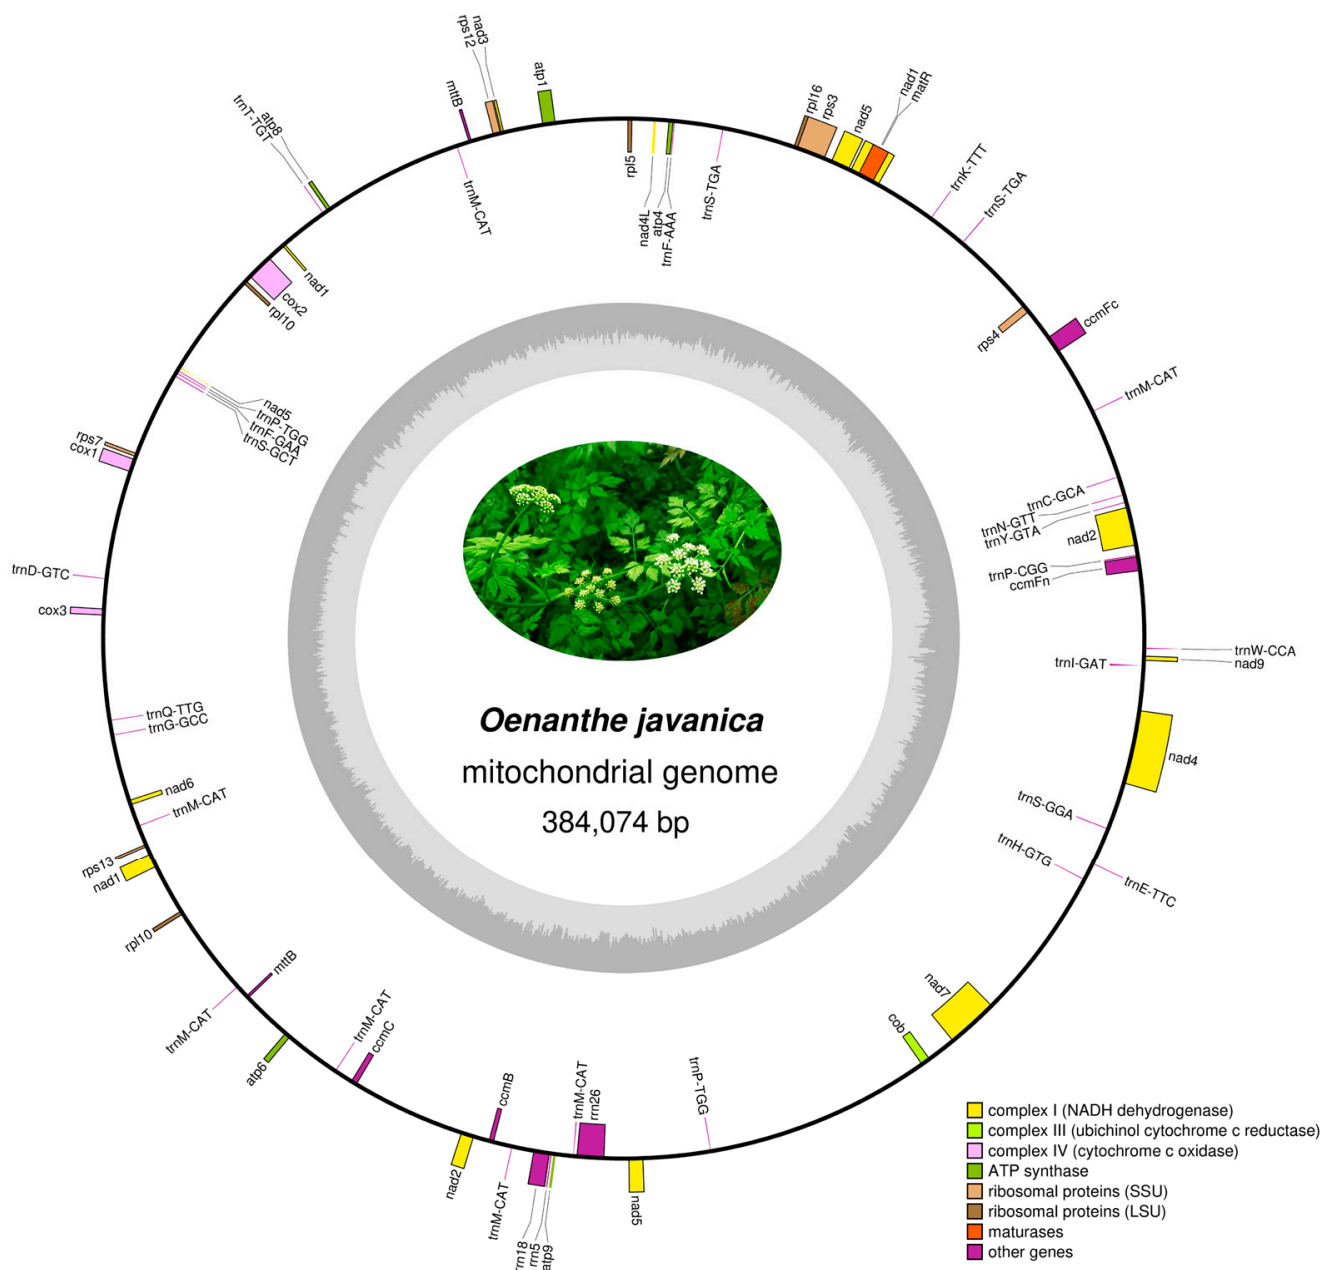 nad3
rps12
atp1
mttB
trnM-CAT
atp8
trnT-TGT
nad1
cox2
rpl10
nad5
trnP-TGG
trnF-GAA
trnS-GCT
rps7
cox1
trnD-GTC
cox3
trnQ-TTG
trnG-GCC
nad6
trnM-CAT
rps13
nad1
rpl10
mttB
trnM-CAT
atp6
trnM-CAT
ccmC
ccmB
nad2
trnM-CAT
rrn18
rrn5
atp9
trnM-CAT
rrn26
nad5
trnP-TGG
cob
nad7
trnE-TTC
trnH-GTG
trnS-GGA
nad4
nad9
trnW-CCA
trnI-GAT
ccmFn
trnP-CGG
nad2
trnY-GTA
trnN-GTT
trnC-GCA
trnM-CAT
ccmFc
rps4
trnS-TGA
trnK-TTT
nad1
matR
nad5
rps3
rpl16
trnS-TGA
trnF-AAA
atp4
nad4L
rpl5
Oenanthe javanica
mitochondrial genome
384,074 bp
complex I (NADH dehydrogenase)
complex III (ubichinol cytochrome c reductase)
complex IV (cytochrome c oxidase)
ATP synthase
ribosomal proteins (SSU)
ribosomal proteins (LSU)
maturases
other genes